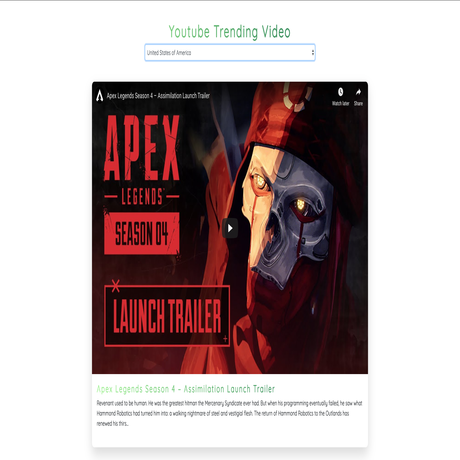 Youtube Trending Video
United States of America
Apex Legends Season 4 – Assimilation Launch Trailer
Watch later
Share
APEX
LEGENDS
SEASON 04
LAUNCH TRAILER
Apex Legends Season 4 – Assimilation Launch Trailer
Revenant used to be human. He was the greatest hitman the Mercenary Syndicate ever had. But when his programming eventually failed, he saw what
Hammond Robotics had turned him into: a walking nightmare of steel and vestigial flesh. The return of Hammond Robotics to the Outlands has
renewed his thirs...